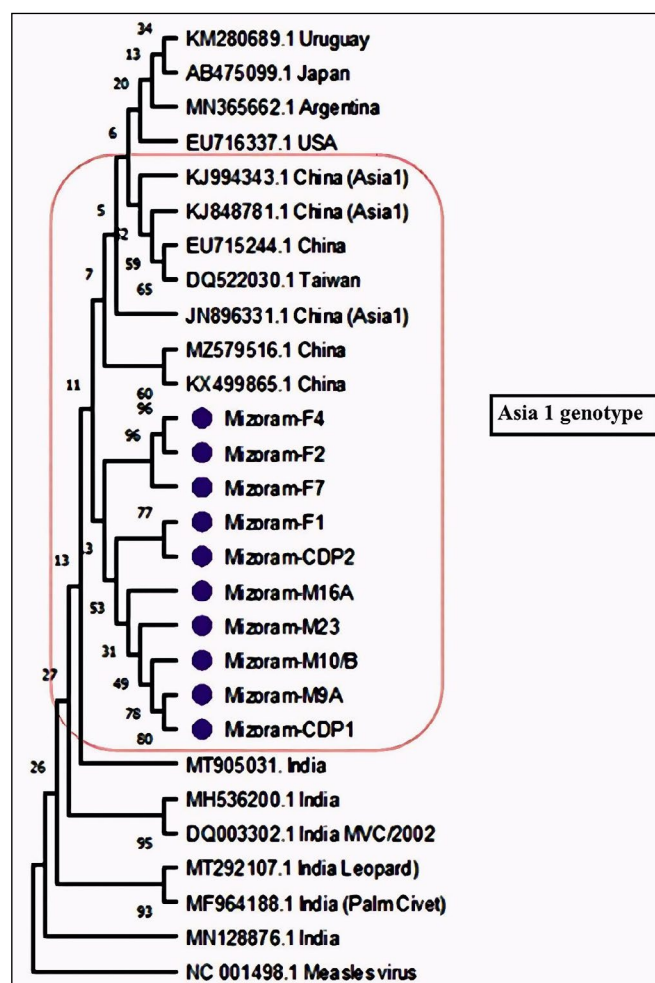 34
KM280689.1 Uruguay
13
AB475099.1 Japan
20
MN365662.1 Argentina
6
EU716337.1 USA
KJ994343.1 China (Asia1)
5
KJ848781.1 China (Asia1)
EU715244.1 China
59
7
DQ522030.1 Taiwan
65
JN896331.1 China (Asia1)
MZ579516.1 China
11
KX499865.1 China
60
96
Mizoram-F4
Asia 1 genotype
96
Mizoram-F2
Mizoram-F7
77
Mizoram-F1
13
Mizoram-CDP2
Mizoram-M16A
53
Mizoram-M23
31
Mizoram-M10/B
27
49
Mizoram-M9A
78
Mizoram-CDP1
80
MT905031. India
26
MH536200.1 India
DQ003302.1 India MVC/2002
95
MT292107.1 India Leopard)
MF964188.1 India (Palm Civet)
93
MN128876.1 India
NC 001498.1 Measles virus